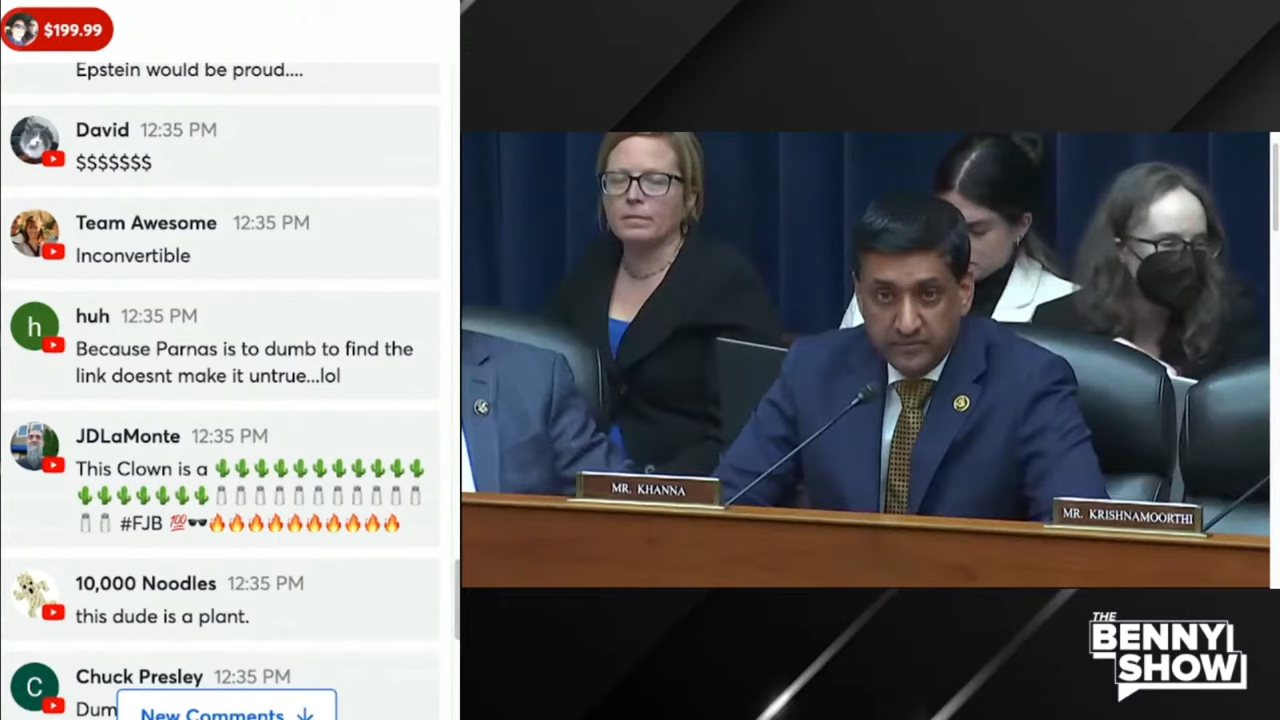 $199.99
Epstein would be proud....
David 12:35 PM
$$$$$$$
Team Awesome 12:35 PM
Inconvertible
h
huh 12:35 PM
Because Parnas is to dumb to find the
link doesnt make it untrue...lol
JDLaMonte 12:35 PM
This Clown is a 🌵🌵🌵🌵🌵🌵🌵🌵🌵🌵🌵
🌵🌵🌵🌵🌵🌵🌵🧂🧂🧂🧂🧂🧂🧂🧂🧂🧂🧂
🧂🧂 #FJB 💯🕶️🔥🔥🔥🔥🔥🔥🔥🔥🔥🔥
10,000 Noodles 12:35 PM
this dude is a plant.
C
Chuck Presley 12:35 PM
Dum
New Comments ↓
MR. KHANNA
MR. KRISHNAMOORTHI
THE
BENNY
SHOW